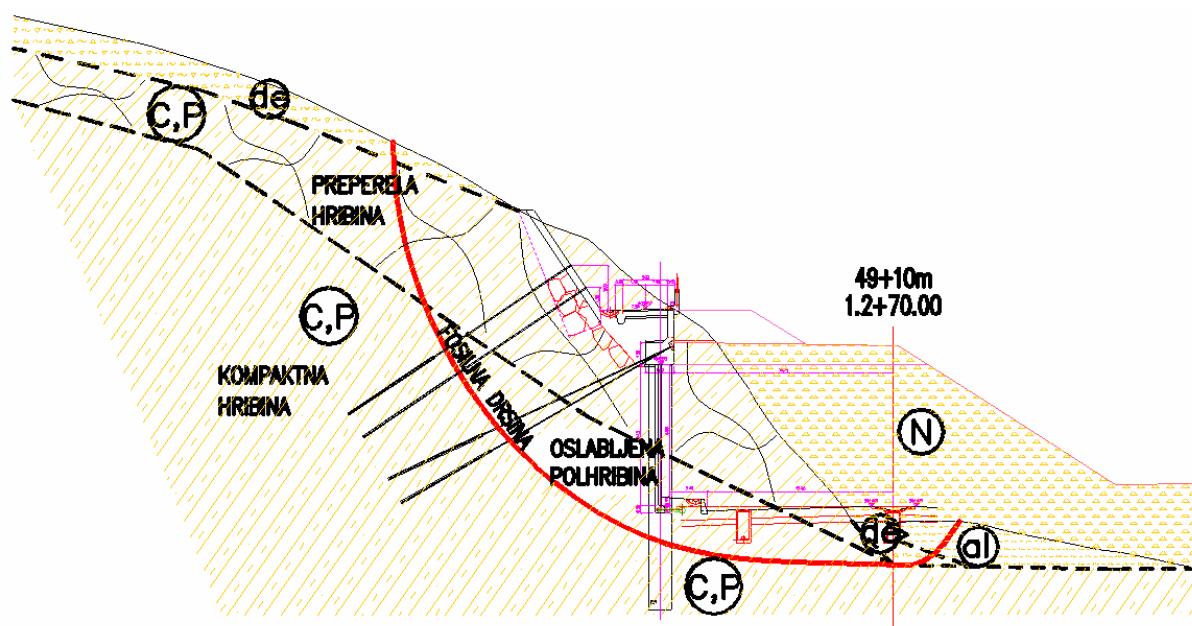 de
C,P
PREPERELA
HRIBINA
49+10m
1.2+70.00
C,P
FOSILNA DRSINA
KOMPAKTNA
HRIBINA
N
OSLABLJENA
POLHRIBINA
de
al
C,P